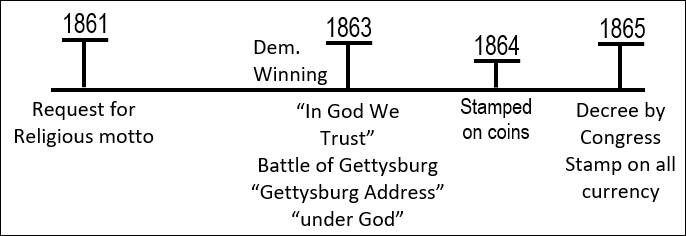 1861
Request for
Religious motto
Dem.
Winning
1863
“In God We
Trust”
Battle of Gettysburg
“Gettysburg Address”
“under God”
1864
Stamped
on coins
1865
Decree by
Congress
Stamp on all
currency